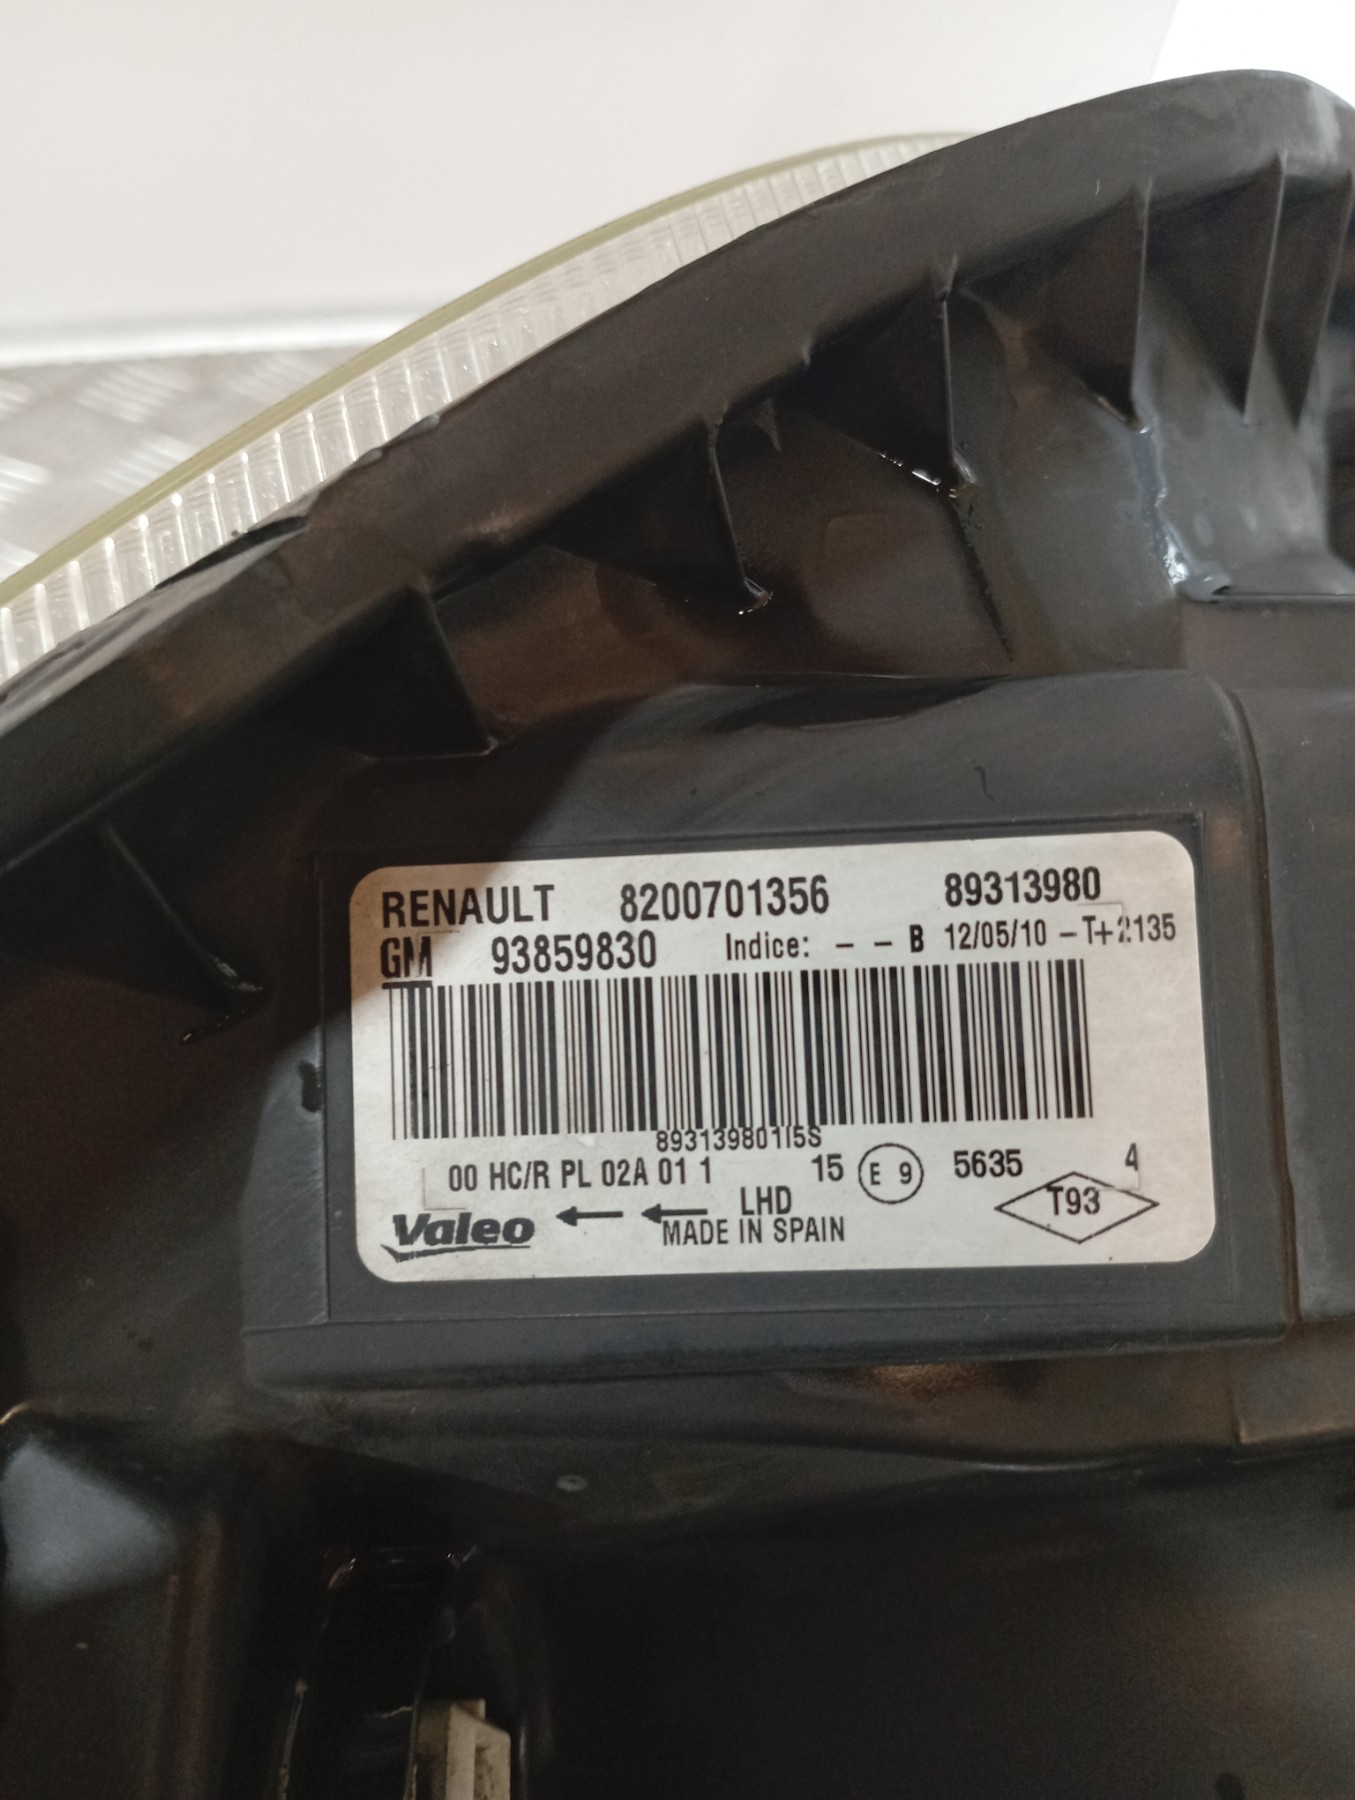 RENAULT 8200701356 89313980
GM 93859830 Indice: - - B 12/05/10 - T+2135
89313980115S
00 HC/R PL 02A 01 1 15 E 9 5635 4
Valeo ← ← LHD T93
MADE IN SPAIN